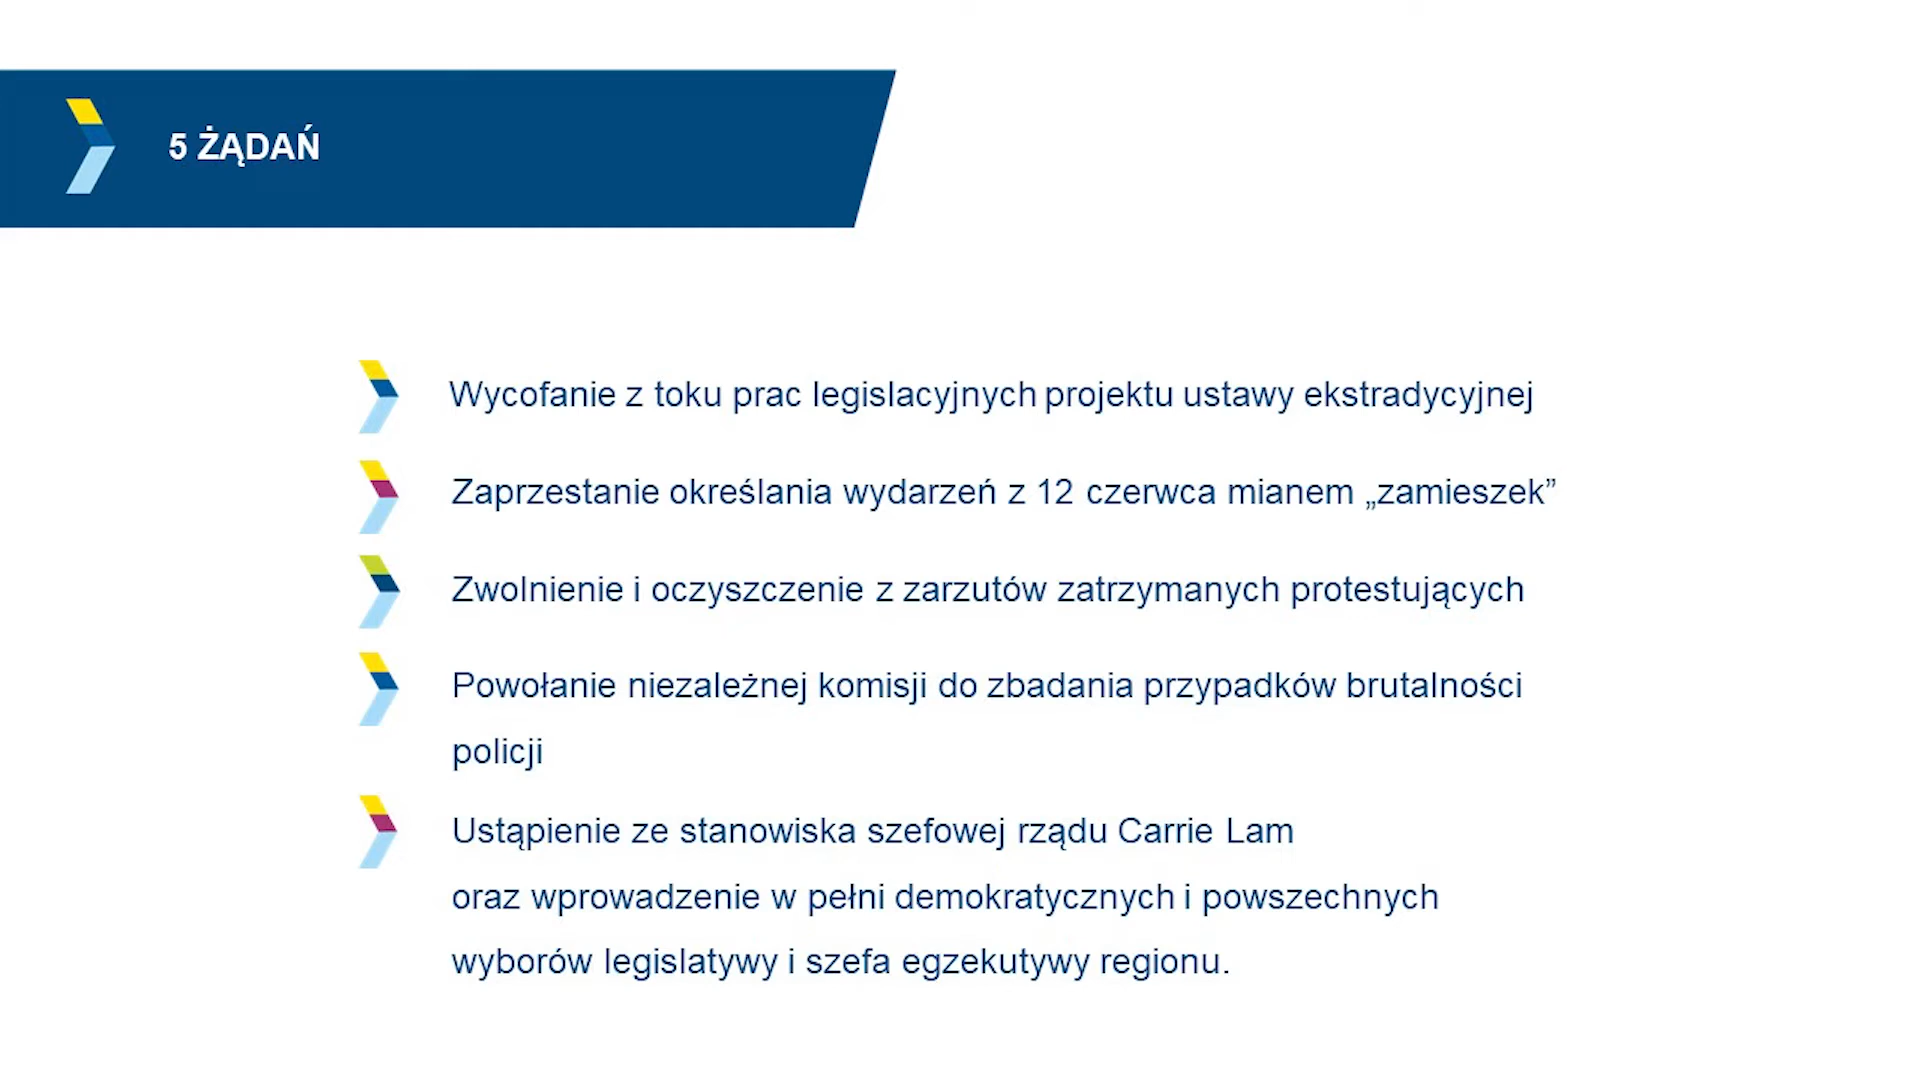 5 ŻĄDAŃ
Wycofanie z toku prac legislacyjnych projektu ustawy ekstradycyjnej
Zaprzestanie określania wydarzeń z 12 czerwca mianem „zamieszek”
Zwolnienie i oczyszczenie z zarzutów zatrzymanych protestujących
Powołanie niezależnej komisji do zbadania przypadków brutalności
policji
Ustąpienie ze stanowiska szefowej rządu Carrie Lam
oraz wprowadzenie w pełni demokratycznych i powszechnych
wyborów legislatywy i szefa egzekutywy regionu.